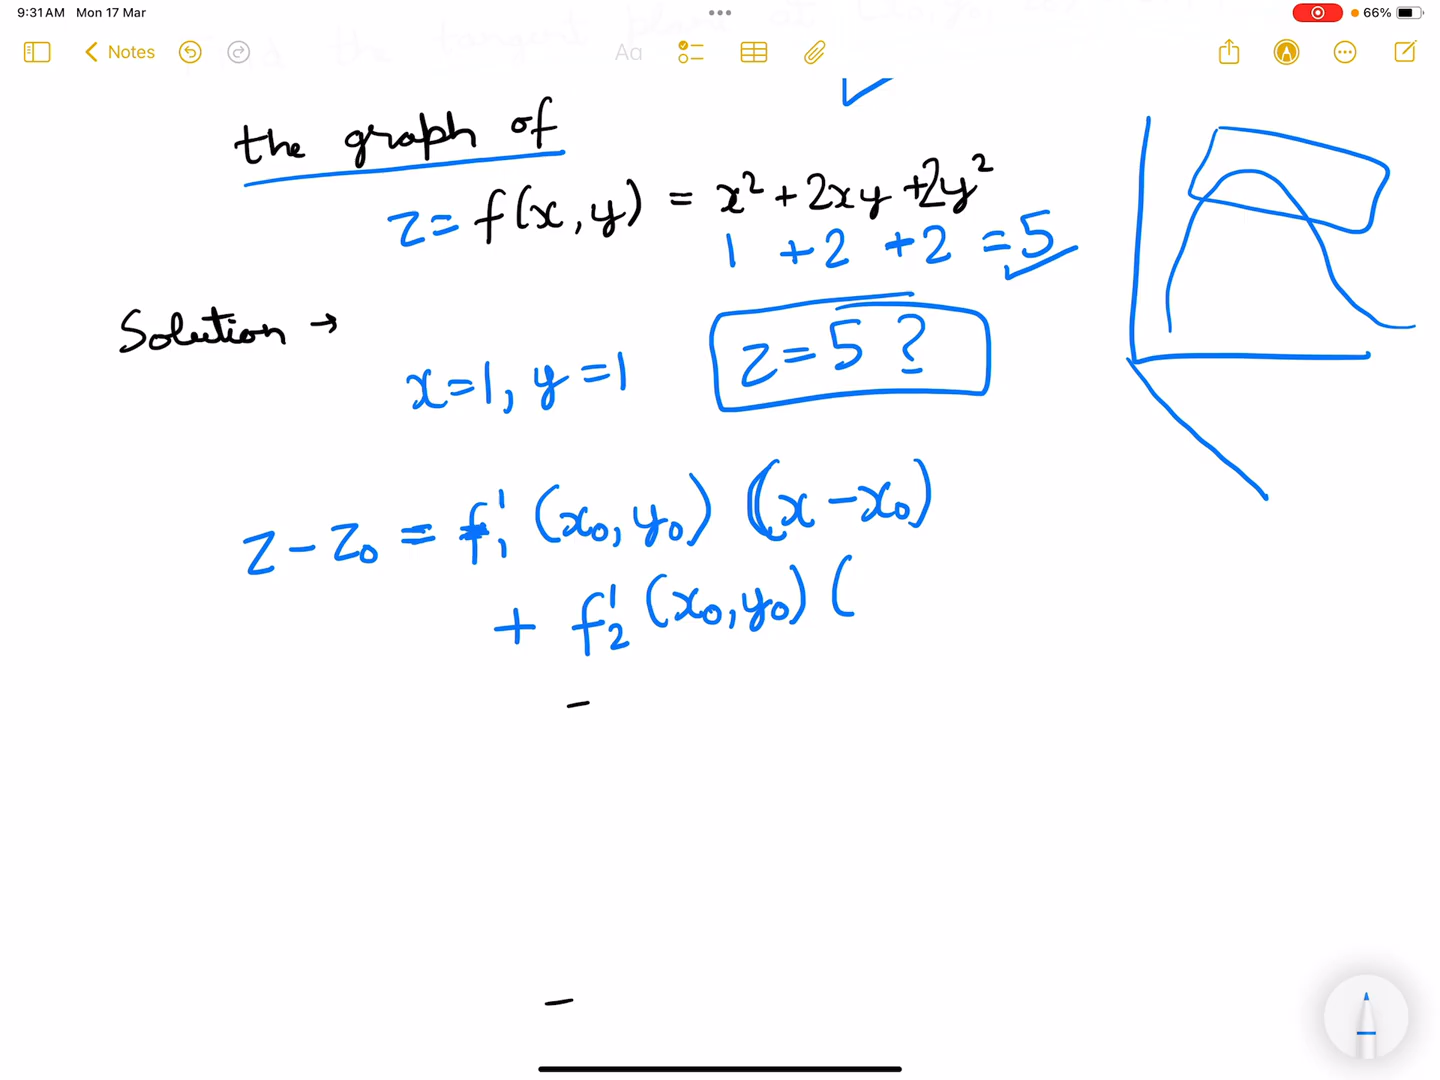 9:31 AM Mon 17 Mar
66%
Notes
Aa
the graph of
z = f(x, y) = x² + 2xy + 2y²
1 + 2 + 2 = 5
Solution →
x = 1, y = 1
z = 5 ?
z − z₀ = f₁' (x₀, y₀) (x − x₀)
+ f₂' (x₀, y₀) (
−
−